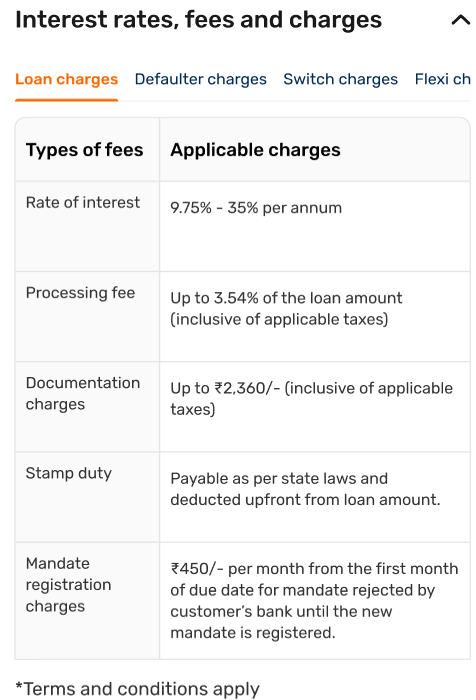 Interest rates, fees and charges
Loan charges Defaulter charges Switch charges Flexi ch
Types of fees Applicable charges
Rate of interest
9.75% - 35% per annum
Processing fee
Up to 3.54% of the loan amount
(inclusive of applicable taxes)
Documentation
charges
Up to ₹2,360/- (inclusive of applicable
taxes)
Stamp duty
Payable as per state laws and
deducted upfront from loan amount.
Mandate
registration
charges
₹450/- per month from the first month
of due date for mandate rejected by
customer’s bank until the new
mandate is registered.
*Terms and conditions apply